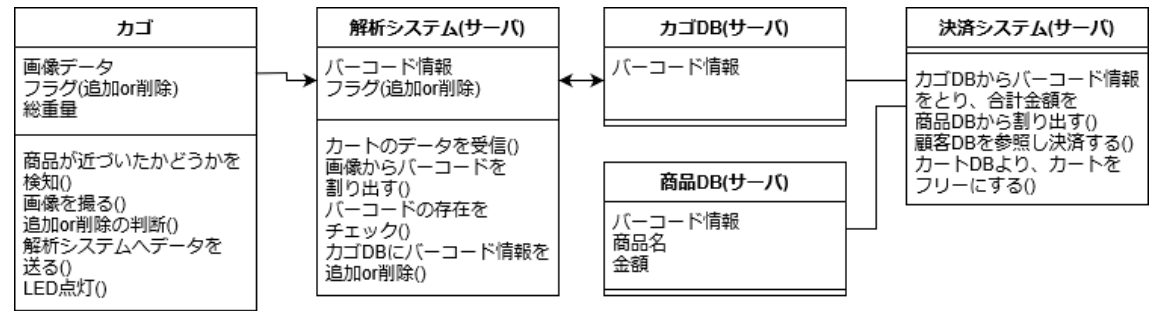 カゴ
画像データ
フラグ(追加or削除)
総重量
商品が近づいたかどうかを
検知()
画像を撮る()
追加or削除の判断()
解析システムへデータを
送る()
LED点灯()
解析システム(サーバ)
バーコード情報
フラグ(追加or削除)
カートのデータを受信()
画像からバーコードを
割り出す()
バーコードの存在を
チェック()
カゴDBにバーコード情報を
追加or削除()
カゴDB(サーバ)
バーコード情報
商品DB(サーバ)
バーコード情報
商品名
金額
決済システム(サーバ)
カゴDBからバーコード情報
をとり、合計金額を
商品DBから割り出す()
顧客DBを参照し決済する()
カートDBより、カートを
フリーにする()